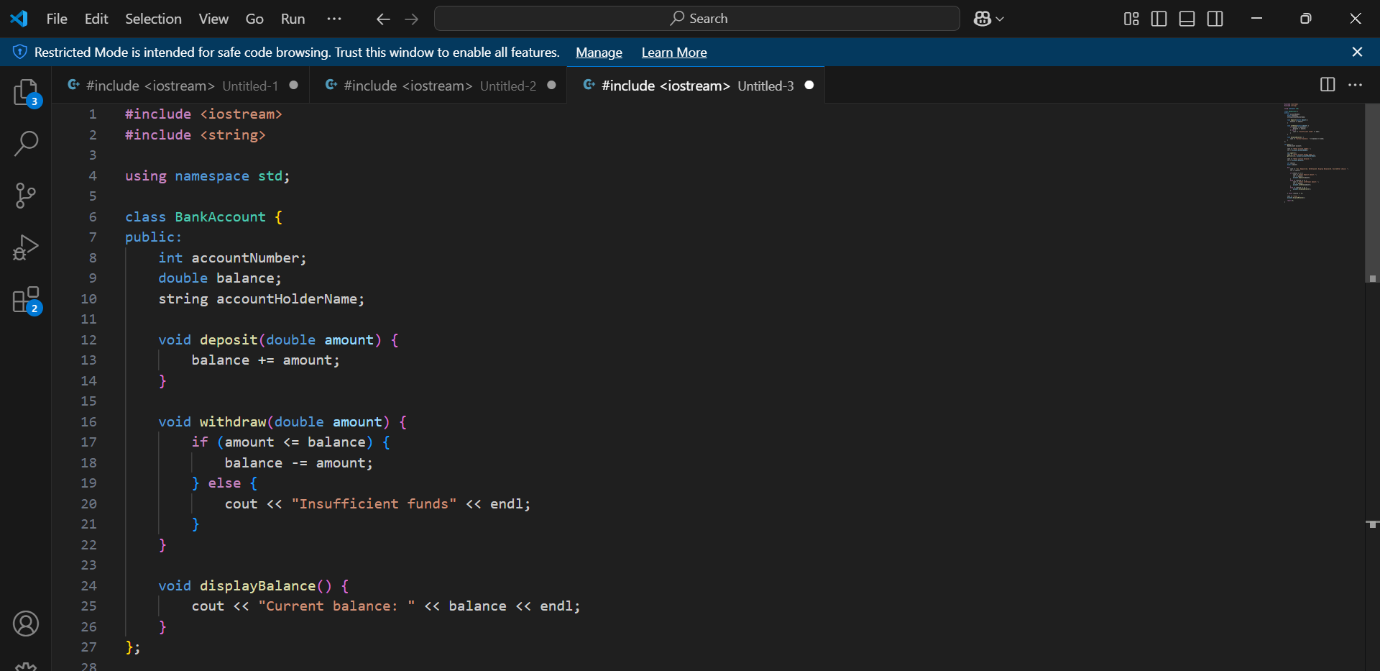 File Edit Selection View Go Run ··· Search
Restricted Mode is intended for safe code browsing. Trust this window to enable all features. Manage Learn More
#include <iostream> Untitled-1 #include <iostream> Untitled-2 #include <iostream> Untitled-3
3
2
1 #include <iostream>
2 #include <string>
3
4 using namespace std;
5
6 class BankAccount {
7 public:
8     int accountNumber;
9     double balance;
10     string accountHolderName;
11
12     void deposit(double amount) {
13         balance += amount;
14     }
15
16     void withdraw(double amount) {
17         if (amount <= balance) {
18             balance -= amount;
19         } else {
20             cout << "Insufficient funds" << endl;
21         }
22     }
23
24     void displayBalance() {
25         cout << "Current balance: " << balance << endl;
26     }
27 };
28